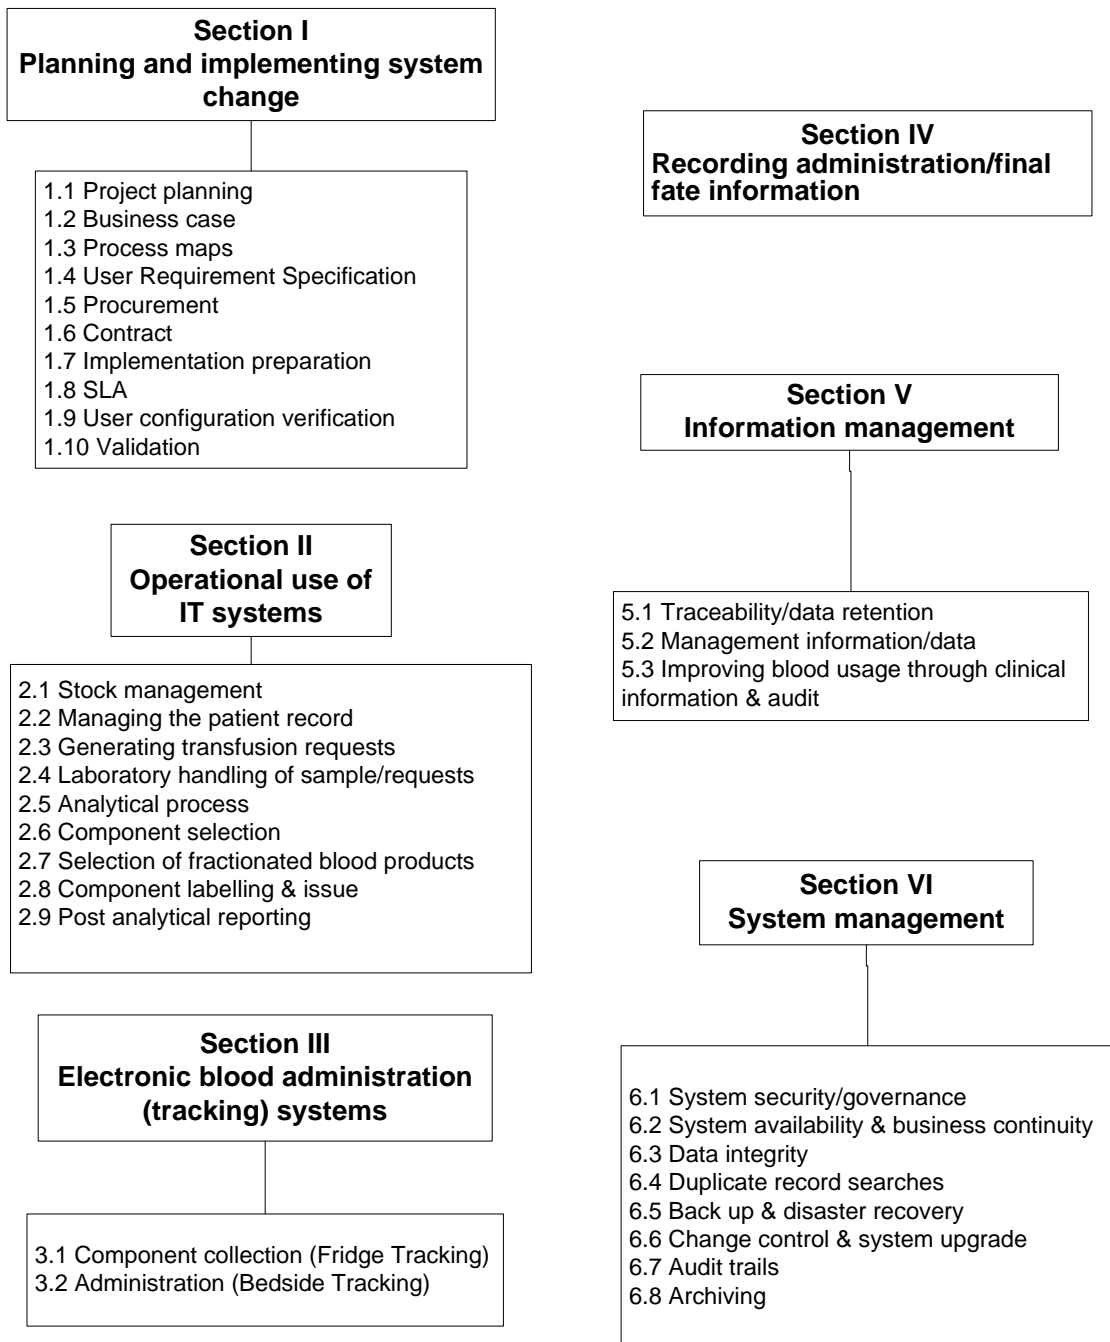 Section I
Planning and implementing system
change
1.1 Project planning
1.2 Business case
1.3 Process maps
1.4 User Requirement Specification
1.5 Procurement
1.6 Contract
1.7 Implementation preparation
1.8 SLA
1.9 User configuration verification
1.10 Validation
Section II
Operational use of
IT systems
2.1 Stock management
2.2 Managing the patient record
2.3 Generating transfusion requests
2.4 Laboratory handling of sample/requests
2.5 Analytical process
2.6 Component selection
2.7 Selection of fractionated blood products
2.8 Component labelling & issue
2.9 Post analytical reporting
Section III
Electronic blood administration
(tracking) systems
3.1 Component collection (Fridge Tracking)
3.2 Administration (Bedside Tracking)
Section IV
Recording administration/final
fate information
Section V
Information management
5.1 Traceability/data retention
5.2 Management information/data
5.3 Improving blood usage through clinical
information & audit
Section VI
System management
6.1 System security/governance
6.2 System availability & business continuity
6.3 Data integrity
6.4 Duplicate record searches
6.5 Back up & disaster recovery
6.6 Change control & system upgrade
6.7 Audit trails
6.8 Archiving